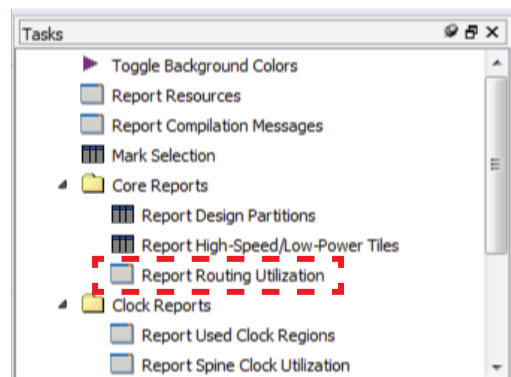 Tasks
Toggle Background Colors
Report Resources
Report Compilation Messages
Mark Selection
Core Reports
Report Design Partitions
Report High-Speed/Low-Power Tiles
Report Routing Utilization
Clock Reports
Report Used Clock Regions
Report Spine Clock Utilization